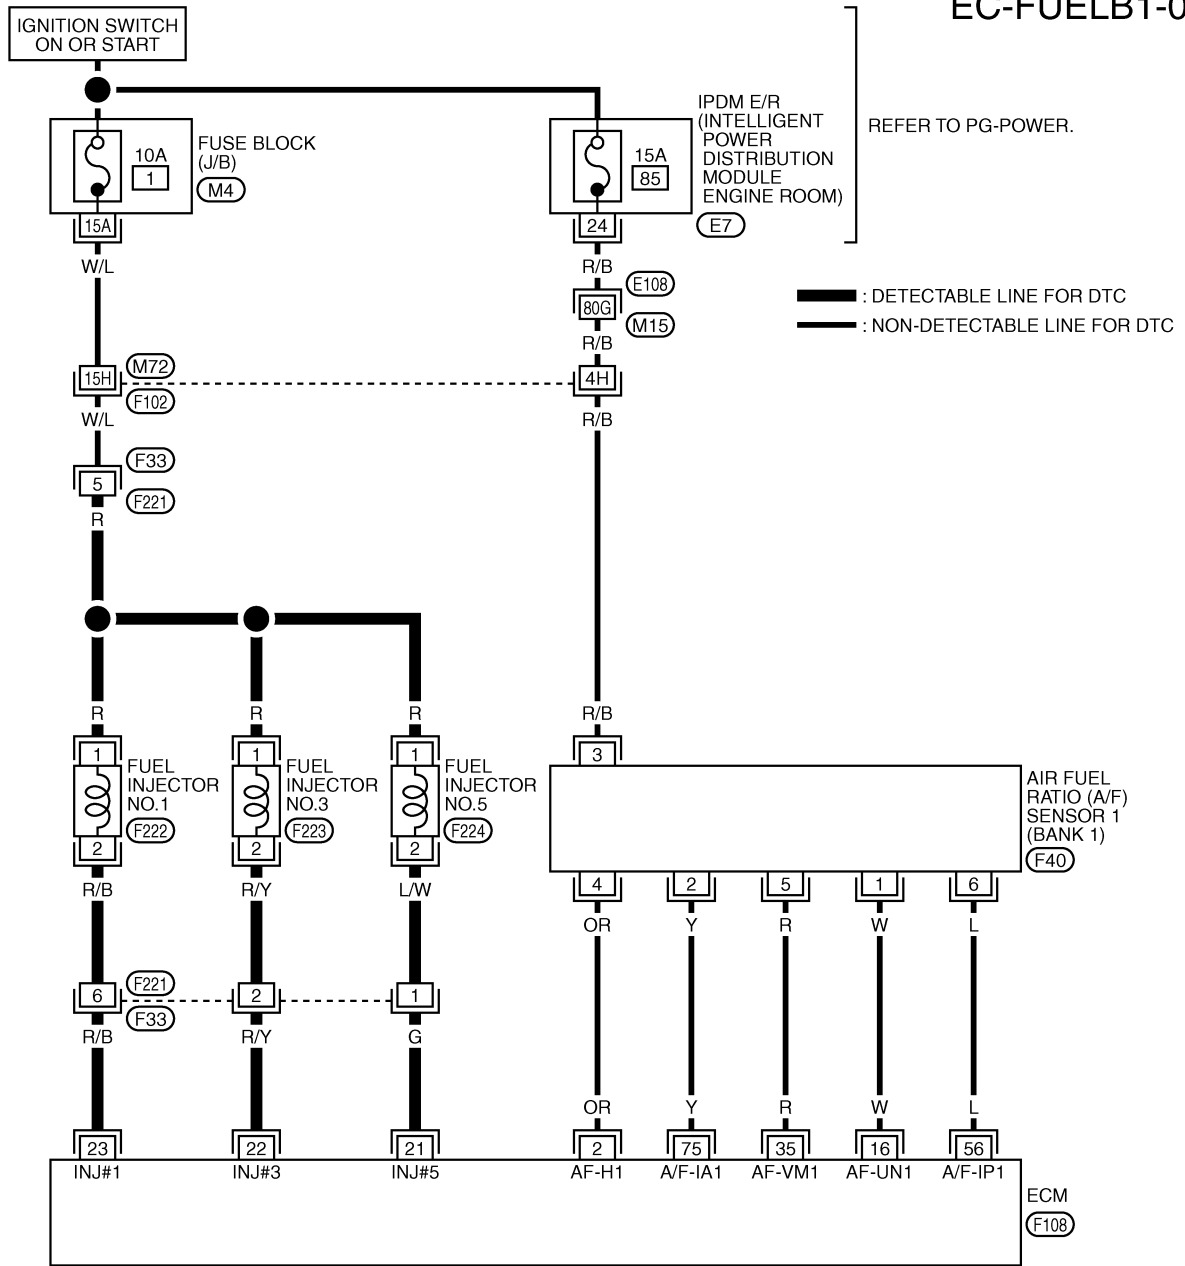 EC-FUELB1-0
IGNITION SWITCH
ON OR START
IPDM E/R
(INTELLIGENT
POWER
DISTRIBUTION
MODULE
ENGINE ROOM)
E7
REFER TO PG-POWER.
10A
1
FUSE BLOCK
(J/B)
M4
15A
85
15A
24
W/L
R/B
E108
80G
M15
R/B
: DETECTABLE LINE FOR DTC
: NON-DETECTABLE LINE FOR DTC
15H
M72
F102
4H
W/L
R/B
F33
5
F221
R
R
R
R
R/B
1
1
1
3
FUEL
INJECTOR
NO.1
F222
FUEL
INJECTOR
NO.3
F223
FUEL
INJECTOR
NO.5
F224
AIR FUEL
RATIO (A/F)
SENSOR 1
(BANK 1)
F40
2
2
2
4
2
5
1
6
R/B
R/Y
L/W
OR
Y
R
W
L
6
F221
F33
2
1
R/B
R/Y
G
OR
Y
R
W
L
23
22
21
2
75
35
16
56
INJ#1
INJ#3
INJ#5
AF-H1
A/F-IA1
AF-VM1
AF-UN1
A/F-IP1
ECM
F108